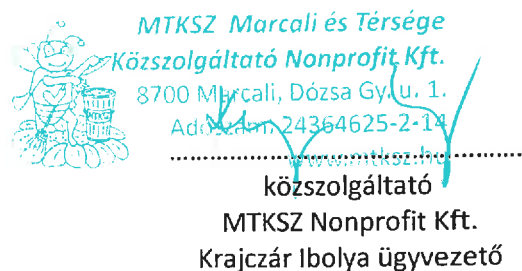 MTKSZ Marcali és Térsége
Közszolgáltató Nonprofit Kft.
8700 Marcali, Dózsa Gy. u. 1.
Adószám: 24364625-2-14
www.mtksz.hu
közszolgáltató
MTKSZ Nonprofit Kft.
Krajczár Ibolya ügyvezető